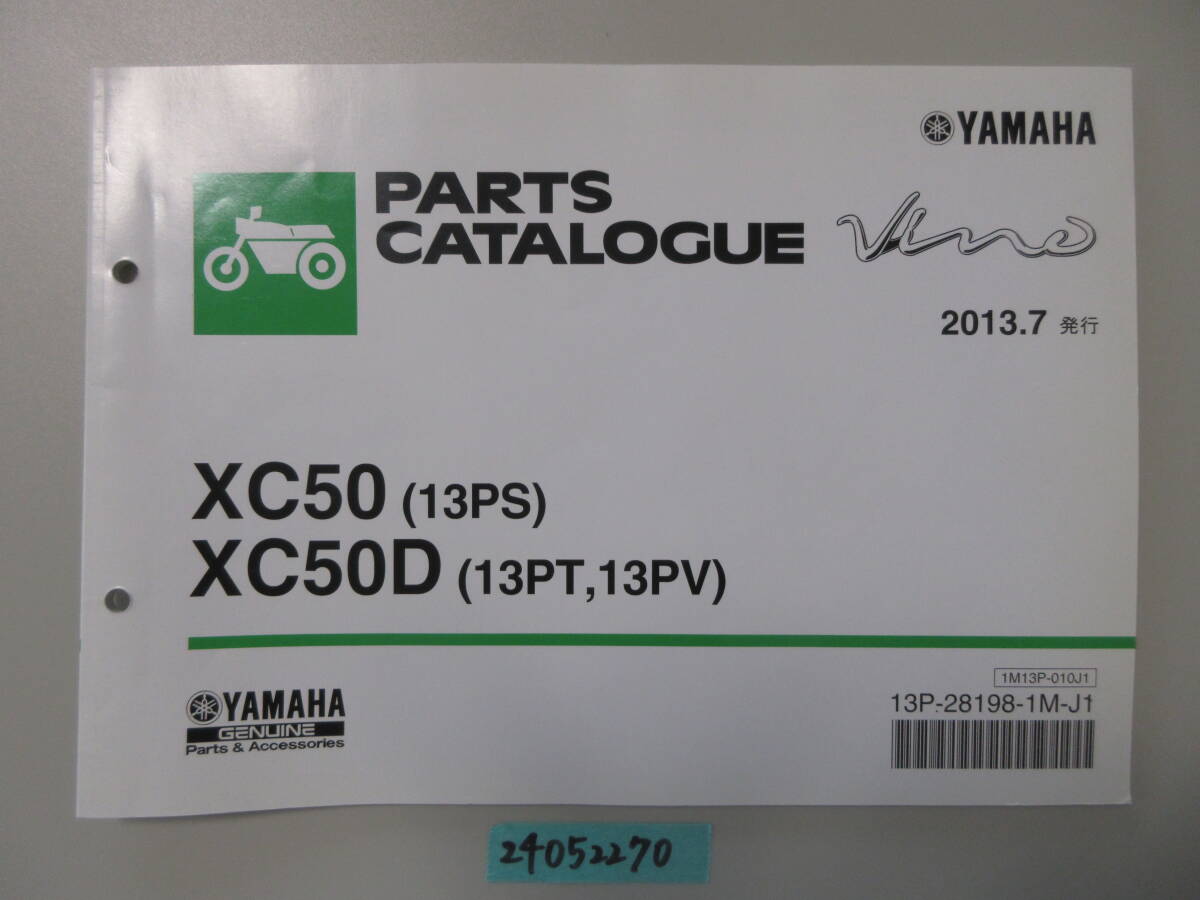 YAMAHA
PARTS
CATALOGUE
Vino
2013.7 発行
XC50 (13PS)
XC50D (13PT,13PV)
1M13P-010J1
13P-28198-1M-J1
YAMAHA
GENUINE
Parts & Accessories
24052270